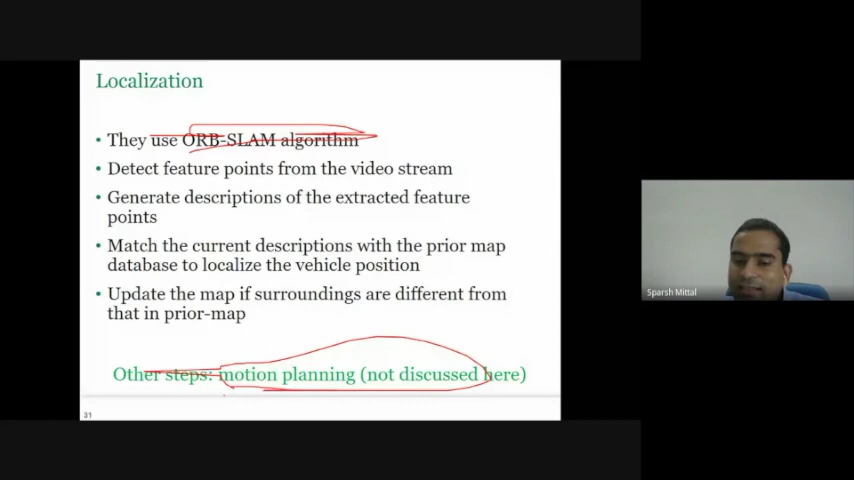 Localization
• They use ORB-SLAM algorithm
• Detect feature points from the video stream
• Generate descriptions of the extracted feature
points
• Match the current descriptions with the prior map
database to localize the vehicle position
• Update the map if surroundings are different from
that in prior-map
Other steps: motion planning (not discussed here)
31
Sparsh Mittal